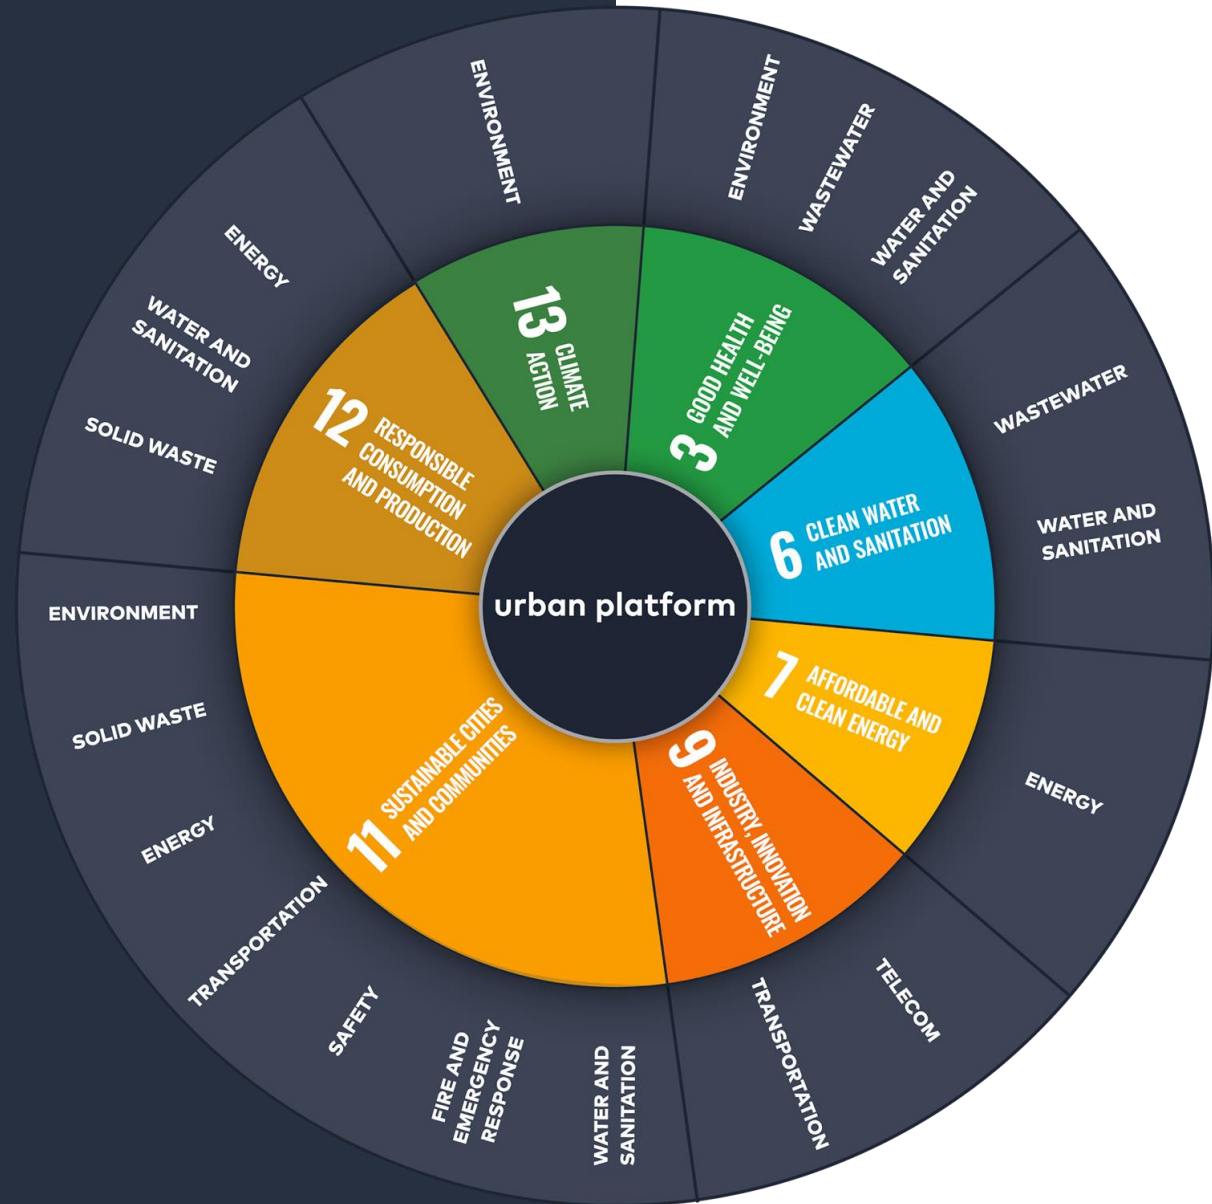 urban platform
13
CLIMATE
ACTION
ENVIRONMENT
3
GOOD HEALTH
AND WELL-BEING
ENVIRONMENT
WASTEWATER
WATER AND
SANITATION
6
CLEAN WATER
AND SANITATION
WASTEWATER
WATER AND
SANITATION
7
AFFORDABLE AND
CLEAN ENERGY
ENERGY
9
INDUSTRY, INNOVATION
AND INFRASTRUCTURE
TELECOM
TRANSPORTATION
11
SUSTAINABLE CITIES
AND COMMUNITIES
WATER AND
SANITATION
FIRE AND
EMERGENCY
RESPONSE
SAFETY
TRANSPORTATION
ENERGY
SOLID WASTE
ENVIRONMENT
12
RESPONSIBLE
CONSUMPTION
AND PRODUCTION
SOLID WASTE
WATER AND
SANITATION
ENERGY